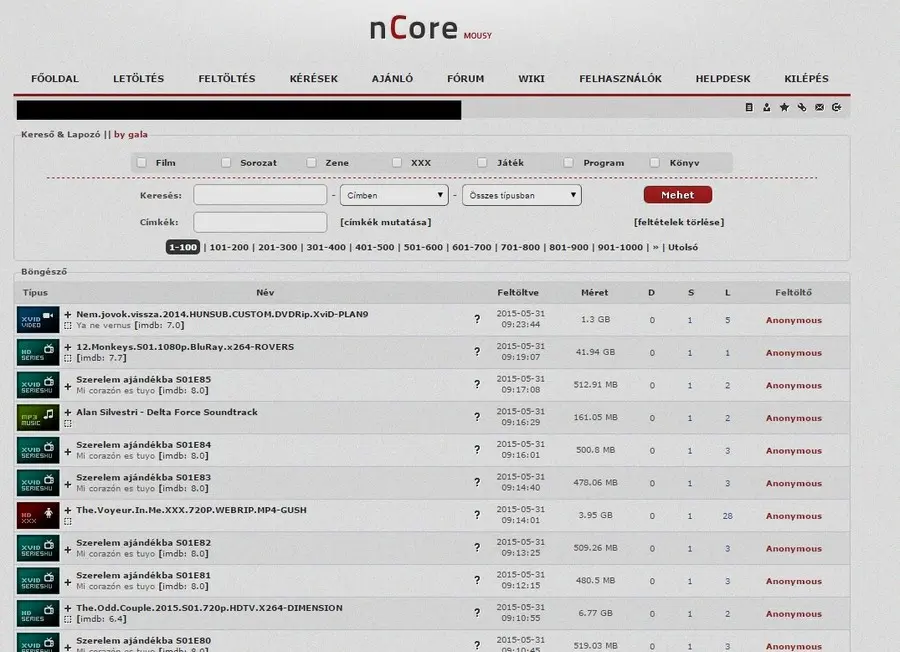 nCore MOUSY
FŐOLDAL LETÖLTÉS FELTÖLTÉS KÉRÉSEK AJÁNLÓ FÓRUM WIKI FELHASZNÁLÓK HELPDESK KILÉPÉS
Kereső & Lapozó || by gala
Film Sorozat Zene XXX Játék Program Könyv
Keresés: - Címben - Összes típusban Mehet
Címkék: [címkék mutatása] [feltételek törlése]
1-100 | 101-200 | 201-300 | 301-400 | 401-500 | 501-600 | 601-700 | 701-800 | 801-900 | 901-1000 | » | Utolsó
Böngésző
Típus Név Feltöltve Méret D S L Feltöltő
XVID VIDEO + Nem.jovok.vissza.2014.HUNSUB.CUSTOM.DVDRip.XviD-PLAN9 ? 2015-05-31 1.3 GB 0 1 5 Anonymous
Ya ne vernus [imdb: 7.0] 09:23:44
HD SERIES + 12.Monkeys.S01.1080p.BluRay.x264-ROVERS ? 2015-05-31 41.94 GB 0 1 1 Anonymous
[imdb: 7.7] 09:19:07
XVID SERIESHU + Szerelem ajándékba S01E85 ? 2015-05-31 512.91 MB 0 1 2 Anonymous
Mi corazón es tuyo [imdb: 8.0] 09:17:08
MP3 MUSIC + Alan Silvestri - Delta Force Soundtrack ? 2015-05-31 161.05 MB 0 1 2 Anonymous
09:16:29
XVID SERIESHU + Szerelem ajándékba S01E84 ? 2015-05-31 500.8 MB 0 1 3 Anonymous
Mi corazón es tuyo [imdb: 8.0] 09:16:01
XVID SERIESHU + Szerelem ajándékba S01E83 ? 2015-05-31 478.06 MB 0 1 3 Anonymous
Mi corazón es tuyo [imdb: 8.0] 09:14:40
HD XXX + The.Voyeur.In.Me.XXX.720P.WEBRIP.MP4-GUSH ? 2015-05-31 3.95 GB 0 1 28 Anonymous
09:14:01
XVID SERIESHU + Szerelem ajándékba S01E82 ? 2015-05-31 509.26 MB 0 1 3 Anonymous
Mi corazón es tuyo [imdb: 8.0] 09:13:25
XVID SERIESHU + Szerelem ajándékba S01E81 ? 2015-05-31 480.5 MB 0 1 3 Anonymous
Mi corazón es tuyo [imdb: 8.0] 09:12:15
HD SERIES + The.Odd.Couple.2015.S01.720p.HDTV.X264-DIMENSION ? 2015-05-31 6.77 GB 0 1 2 Anonymous
[imdb: 6.4] 09:10:55
XVID + Szerelem ajándékba S01E80 ? 2015-05-31 519.03 MB 0 1 3 Anonymous
Mi corazón es tuyo [imdb: 8.0] 09:10:45